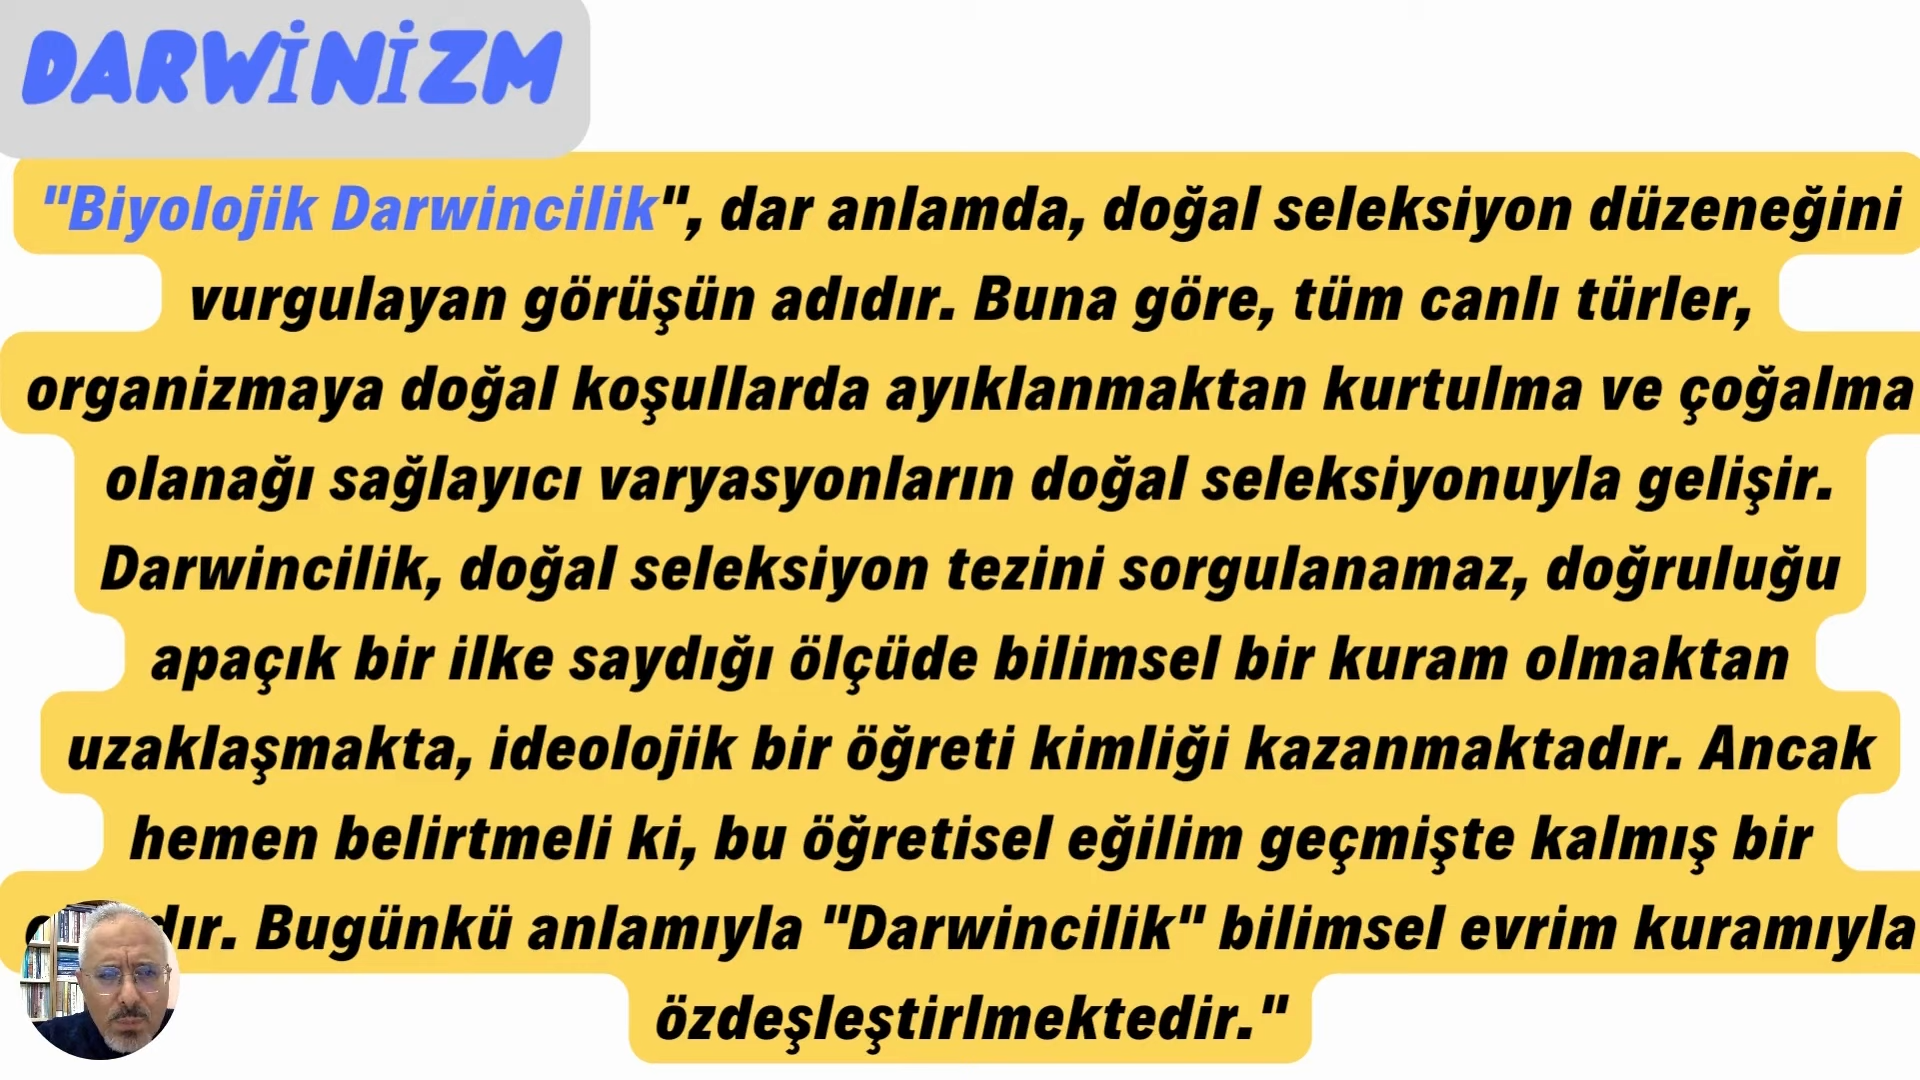 DARWİNİZM
"Biyolojik Darwincilik", dar anlamda, doğal seleksiyon düzeneğini
vurgulayan görüşün adıdır. Buna göre, tüm canlı türler,
organizmaya doğal koşullarda ayıklanmaktan kurtulma ve çoğalma
olanağı sağlayıcı varyasyonların doğal seleksiyonuyla gelişir.
Darwincilik, doğal seleksiyon tezini sorgulanamaz, doğruluğu
apaçık bir ilke saydığı ölçüde bilimsel bir kuram olmaktan
uzaklaşmakta, ideolojik bir öğreti kimliği kazanmaktadır. Ancak
hemen belirtmeli ki, bu öğretisel eğilim geçmişte kalmış bir
Bugünkü anlamıyla "Darwincilik" bilimsel evrim kuramıyla
özdeşleştirlmektedir."